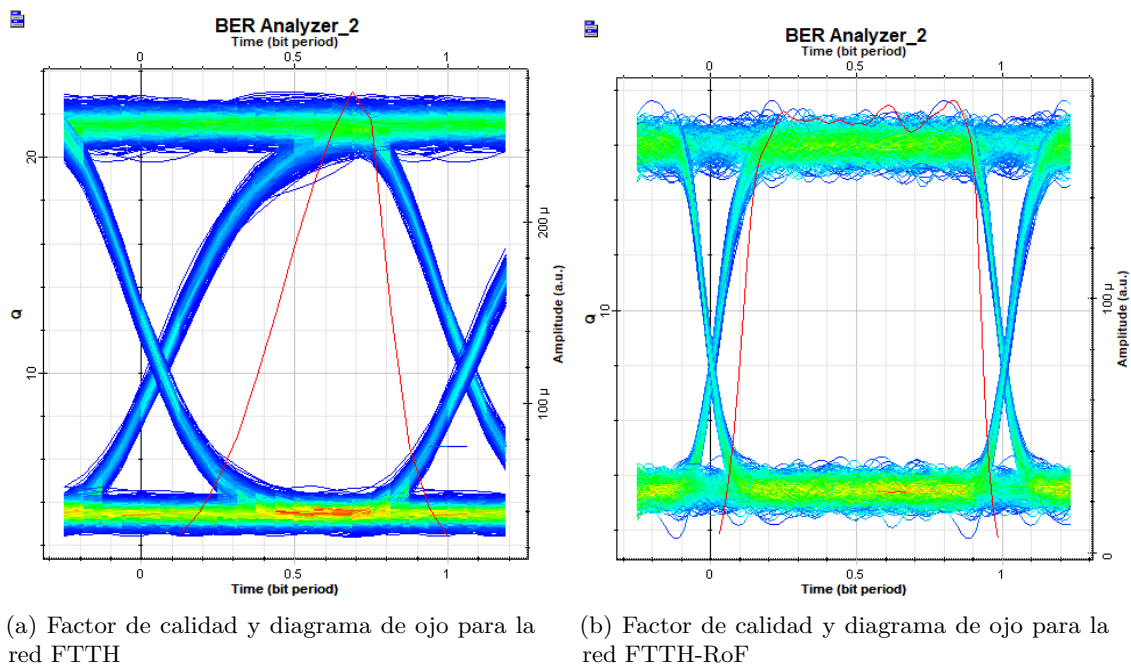 BER Analyzer_2
Time (bit period)
0 0.5 1
Q
20
10
200 µ
100 µ
Amplitude (a.u.)
0 0.5 1
Time (bit period)
(a) Factor de calidad y diagrama de ojo para la
red FTTH
BER Analyzer_2
Time (bit period)
0 0.5 1
Q
10
100 µ
0
Amplitude (a.u.)
0 0.5 1
Time (bit period)
(b) Factor de calidad y diagrama de ojo para la
red FTTH-RoF